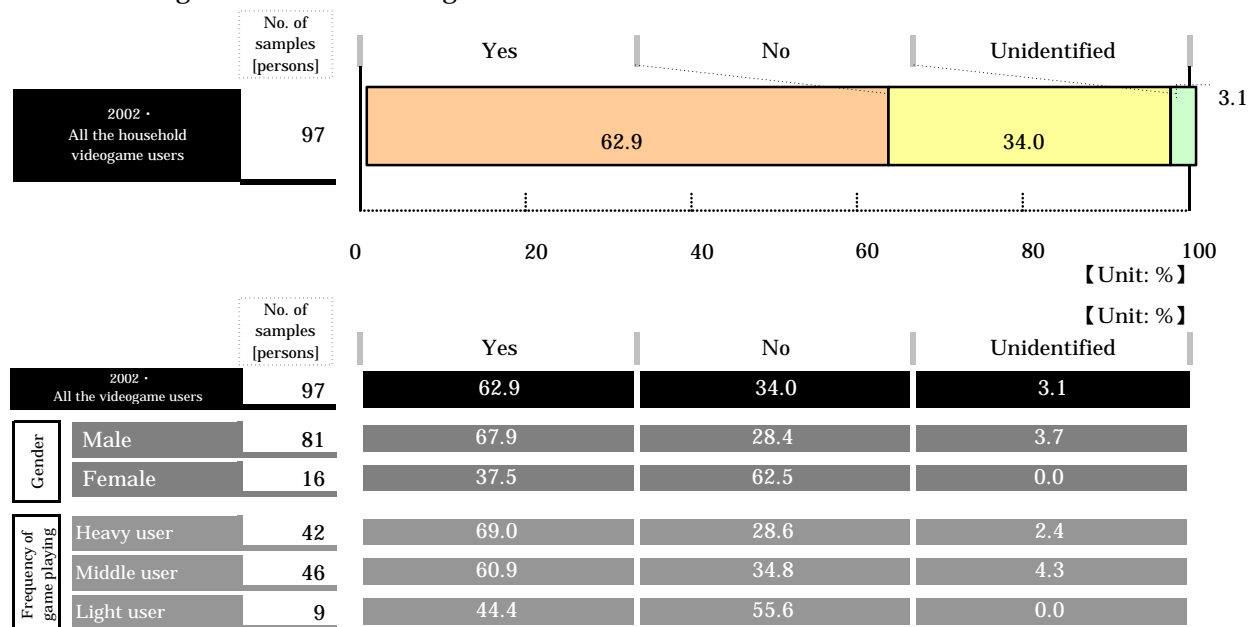 No. of
samples
[persons]
Yes No Unidentified
3.1
2002・
All the household
videogame users
97 62.9 34.0
0 20 40 60 80 100
【Unit: %】
【Unit: %】
No. of
samples
[persons]
Yes No Unidentified
2002・
All the videogame users
97 62.9 34.0 3.1
Gender
Male 81 67.9 28.4 3.7
Female 16 37.5 62.5 0.0
Frequency of
game playing
Heavy user 42 69.0 28.6 2.4
Middle user 46 60.9 34.8 4.3
Light user 9 44.4 55.6 0.0